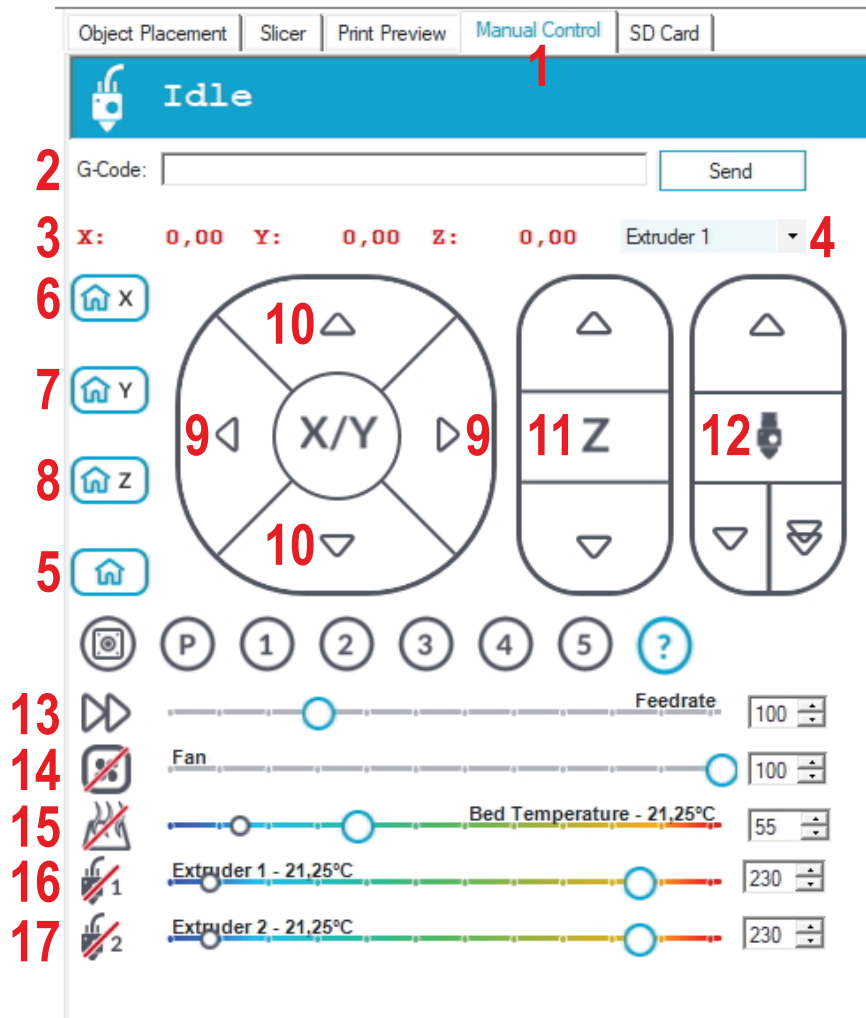 Object Placement Slicer Print Preview Manual Control SD Card
1
Idle
2 G-Code: Send
3 X: 0,00 Y: 0,00 Z: 0,00 Extruder 1 4
6 X 10
7 Y
9 X/Y 9 11 Z 12
8 Z
10
5
P 1 2 3 4 5 ?
13 Feedrate 100
14 Fan 100
15 Bed Temperature - 21,25°C 55
16 1 Extruder 1 - 21,25°C 230
17 2 Extruder 2 - 21,25°C 230